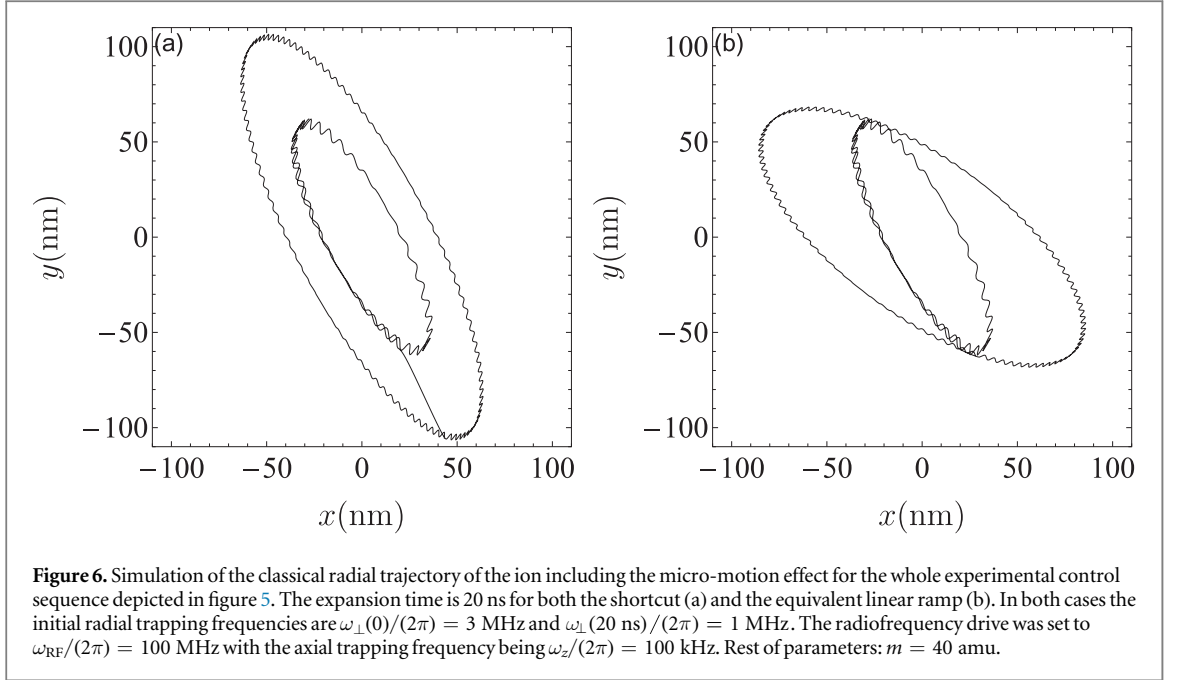 (a)
100
50
0
−50
−100
y(nm)
−100 −50 0 50 100
x(nm)
(b)
100
50
0
−50
−100
y(nm)
−100 −50 0 50 100
x(nm)
Figure 6. Simulation of the classical radial trajectory of the ion including the micro-motion effect for the whole experimental control
sequence depicted in figure 5. The expansion time is 20 ns for both the shortcut (a) and the equivalent linear ramp (b). In both cases the
initial radial trapping frequencies are ω⊥(0)/(2π) = 3 MHz and ω⊥(20 ns)/(2π) = 1 MHz. The radiofrequency drive was set to
ωRF/(2π) = 100 MHz with the axial trapping frequency being ωz/(2π) = 100 kHz. Rest of parameters: m = 40 amu.